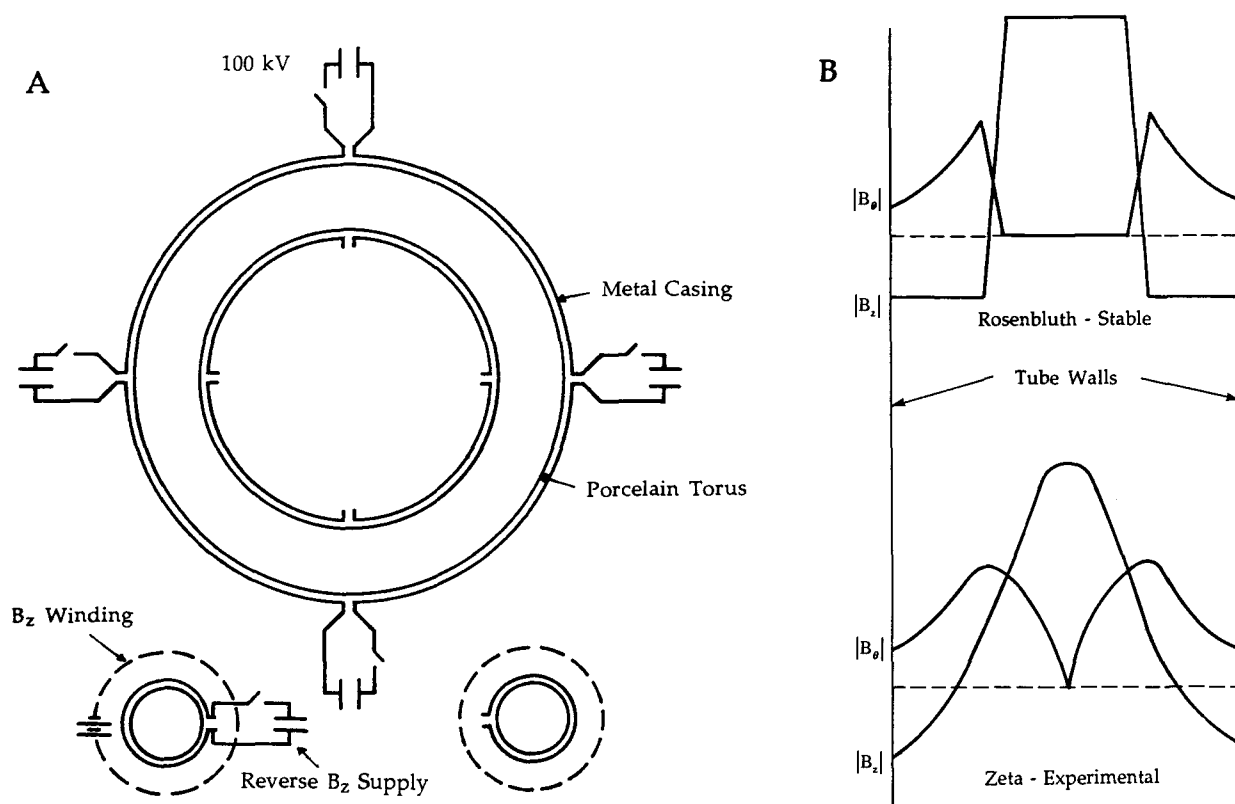 A
100 kV
Metal Casing
Porcelain Torus
B_z Winding
Reverse B_z Supply
B
|B_θ|
|B_z|
Rosenbluth - Stable
Tube Walls
|B_θ|
|B_z|
Zeta - Experimental